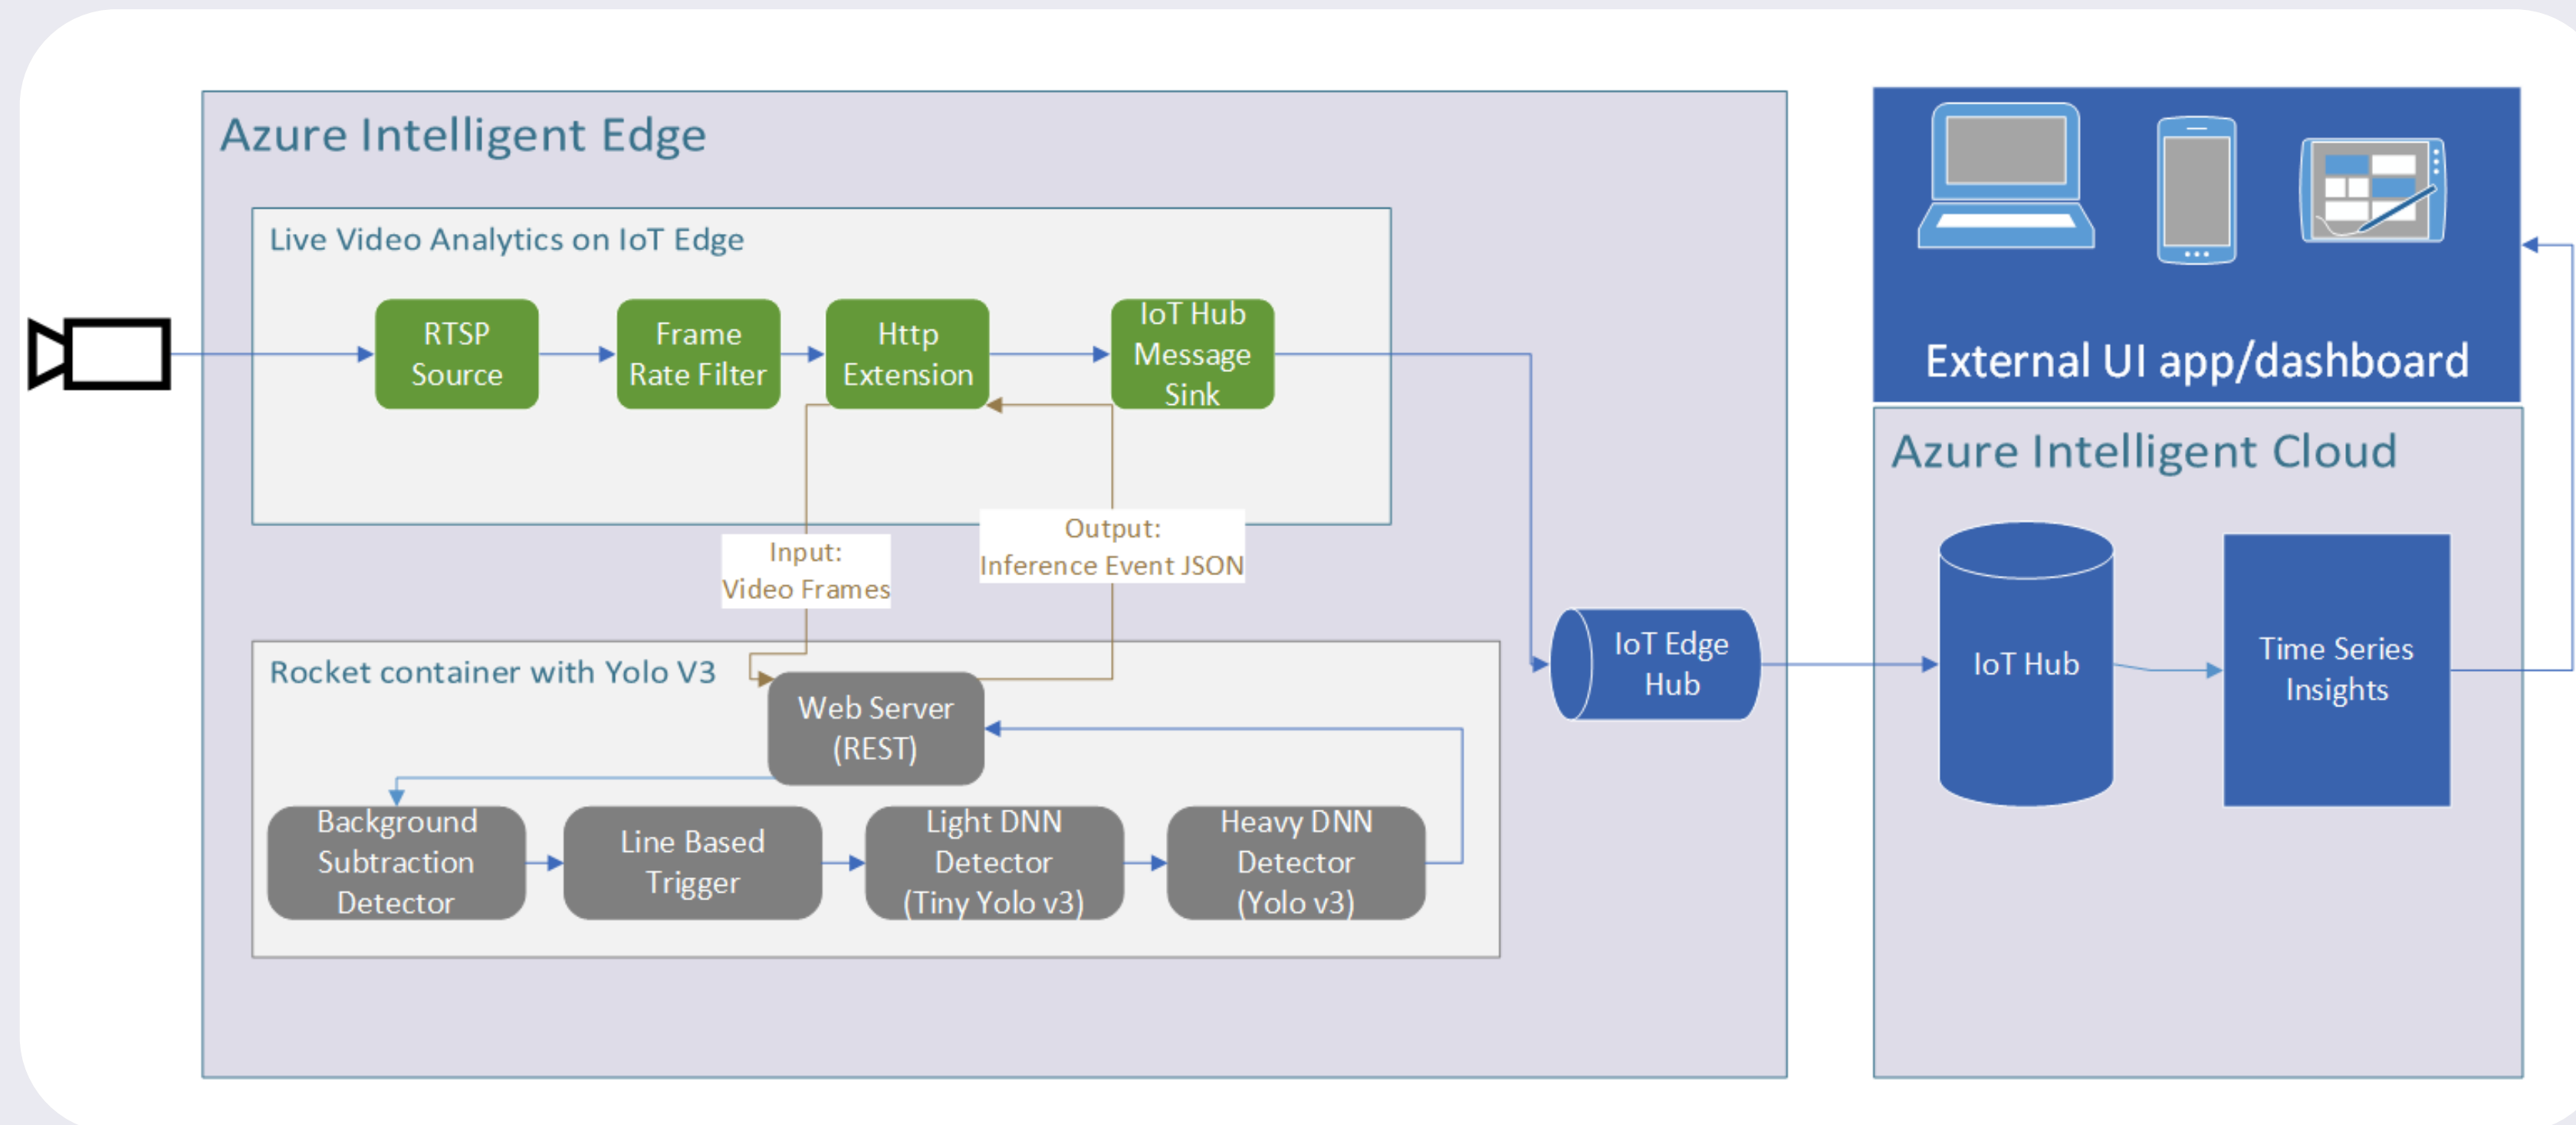 Azure Intelligent Edge
Live Video Analytics on IoT Edge
RTSP
Source
Frame
Rate Filter
Http
Extension
IoT Hub
Message
Sink
Input:
Video Frames
Output:
Inference Event JSON
Rocket container with Yolo V3
Web Server
(REST)
Background
Subtraction
Detector
Line Based
Trigger
Light DNN
Detector
(Tiny Yolo v3)
Heavy DNN
Detector
(Yolo v3)
IoT Edge
Hub
External UI app/dashboard
Azure Intelligent Cloud
IoT Hub
Time Series
Insights